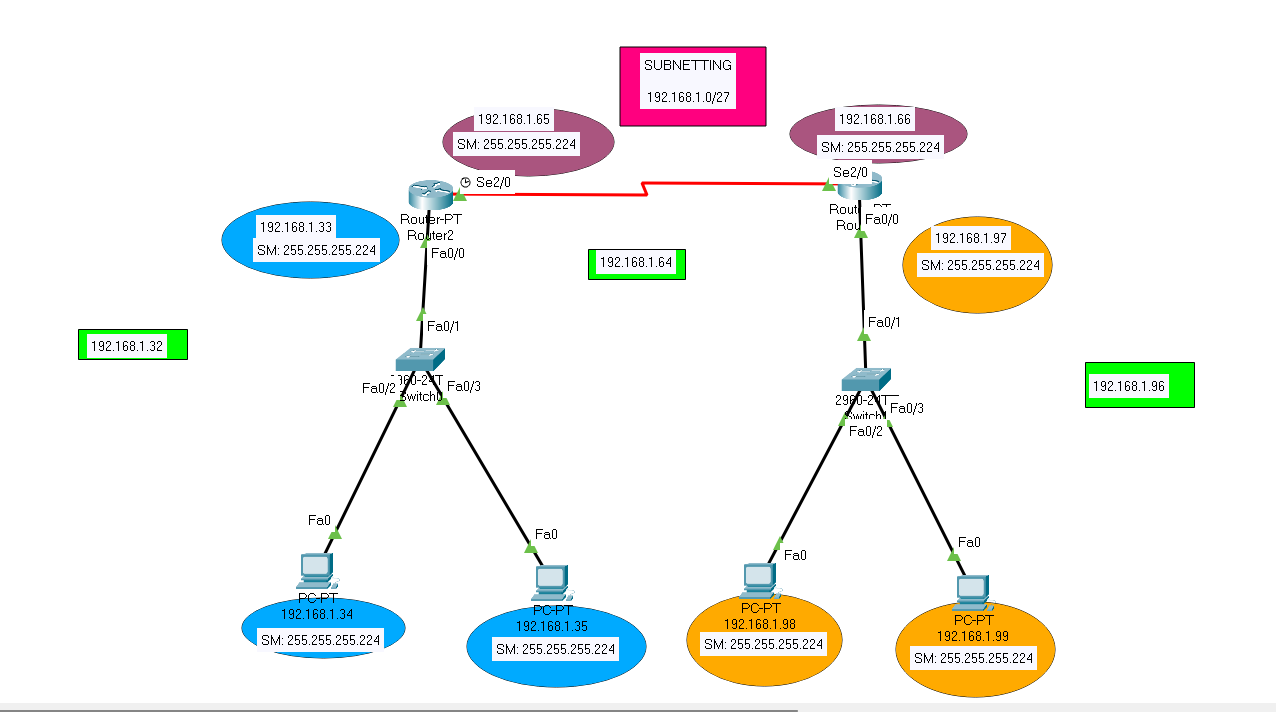 SUBNETTING
192.168.1.0/27
192.168.1.65
SM: 255.255.255.224
192.168.1.66
SM: 255.255.255.224
Se2/0
Se2/0
Router-PT
Router2
Fa0/0
Fa0/0
192.168.1.33
SM: 255.255.255.224
192.168.1.97
SM: 255.255.255.224
192.168.1.64
Fa0/1
Fa0/1
192.168.1.32
192.168.1.96
Fa0/2
Fa0/3
Fa0/3
Fa0/2
Fa0
Fa0
Fa0
Fa0
PC-PT
192.168.1.34
SM: 255.255.255.224
PC-PT
192.168.1.35
SM: 255.255.255.224
PC-PT
192.168.1.98
SM: 255.255.255.224
PC-PT
192.168.1.99
SM: 255.255.255.224